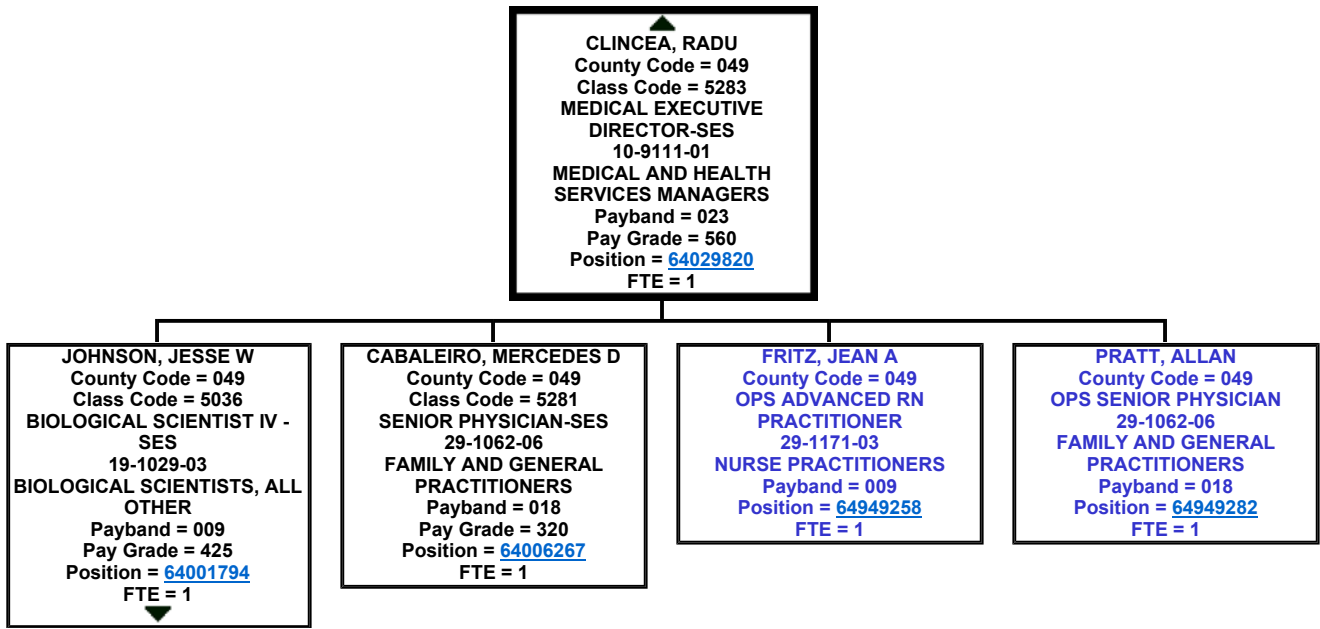 CLINCEA, RADU
County Code = 049
Class Code = 5283
MEDICAL EXECUTIVE
DIRECTOR-SES
10-9111-01
MEDICAL AND HEALTH
SERVICES MANAGERS
Payband = 023
Pay Grade = 560
Position = 64029820
FTE = 1
JOHNSON, JESSE W
County Code = 049
Class Code = 5036
BIOLOGICAL SCIENTIST IV -
SES
19-1029-03
BIOLOGICAL SCIENTISTS, ALL
OTHER
Payband = 009
Pay Grade = 425
Position = 64001794
FTE = 1
CABALEIRO, MERCEDES D
County Code = 049
Class Code = 5281
SENIOR PHYSICIAN-SES
29-1062-06
FAMILY AND GENERAL
PRACTITIONERS
Payband = 018
Pay Grade = 320
Position = 64006267
FTE = 1
FRITZ, JEAN A
County Code = 049
OPS ADVANCED RN
PRACTITIONER
29-1171-03
NURSE PRACTITIONERS
Payband = 009
Position = 64949258
FTE = 1
PRATT, ALLAN
County Code = 049
OPS SENIOR PHYSICIAN
29-1062-06
FAMILY AND GENERAL
PRACTITIONERS
Payband = 018
Position = 64949282
FTE = 1